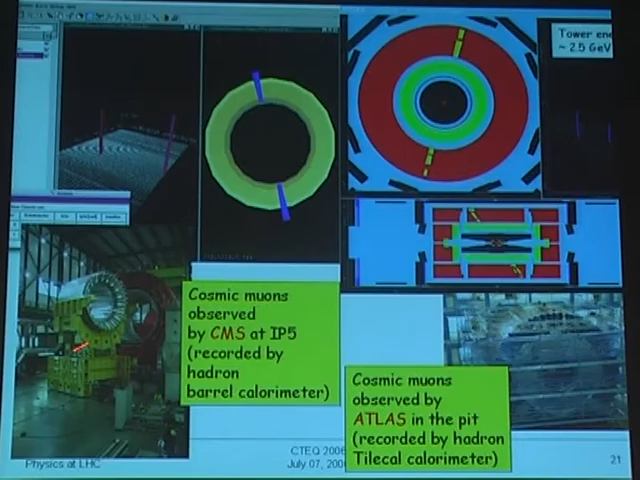 Tower ene
~ 2.5 GeV
Cosmic muons
observed
by CMS at IP5
(recorded by
hadron
barrel calorimeter)
Cosmic muons
observed by
ATLAS in the pit
(recorded by hadron
Tilecal calorimeter)
Physics at LHC
CTEQ 2006
July 07, 200
21